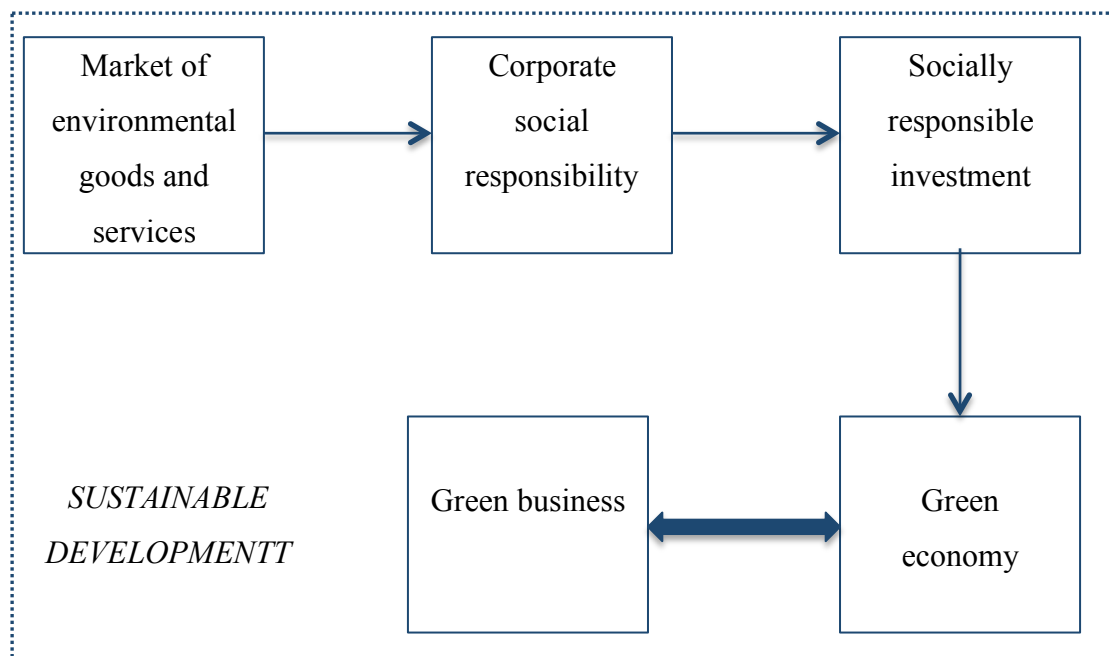 Market of
environmental
goods and
services
Corporate
social
responsibility
Socially
responsible
investment
SUSTAINABLE
DEVELOPMENTT
Green business
Green
economy